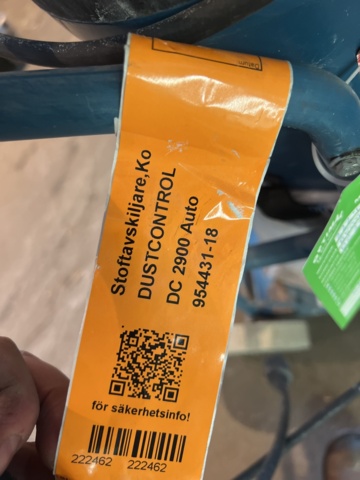 Stoftavskiljare,Ko
DUSTCONTROL
DC 2900 Auto
954431-18
för säkerhetsinfo!
222462 222462